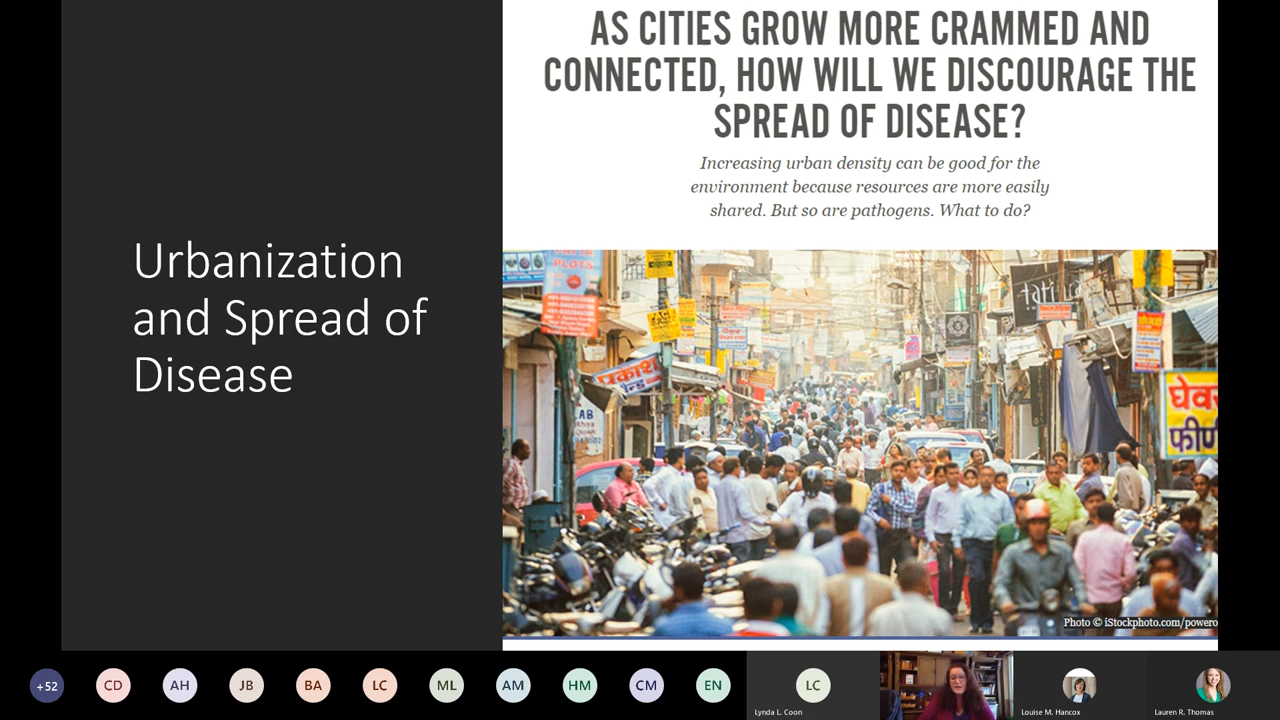 AS CITIES GROW MORE CRAMMED AND
CONNECTED, HOW WILL WE DISCOURAGE THE
SPREAD OF DISEASE?
Increasing urban density can be good for the
environment because resources are more easily
shared. But so are pathogens. What to do?
Urbanization
and Spread of
Disease
PLOTS
प्रकाश
LAB
घेवर
फीणी
Photo © iStockphoto.com/powero
+52
CD
AH
JB
BA
LC
ML
AM
HM
CM
EN
LC
Lynda L. Coon
Louise M. Hancox
Lauren R. Thomas